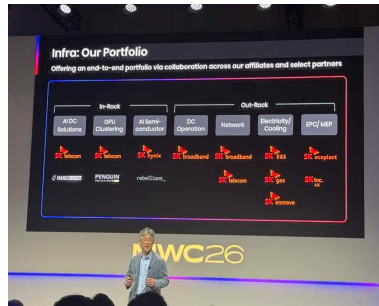 Infra: Our Portfolio
Offering an end-to-end portfolio via collaboration across our affiliates and select partners
In-Rack
Out-Rack
AI DC Solutions
GPU Clustering
AI Semi-conductor
DC Operation
Network
Electricity/Cooling
EPC/ MEP
SK telecom
SK telecom
SK hynix
SK broadband
SK broadband
SK E&S
SK ecoplant
MANGOBOOST
PENGUIN
rebellions_
SK telecom
SK gas
SK inc. AX
SK enmove
MWC26